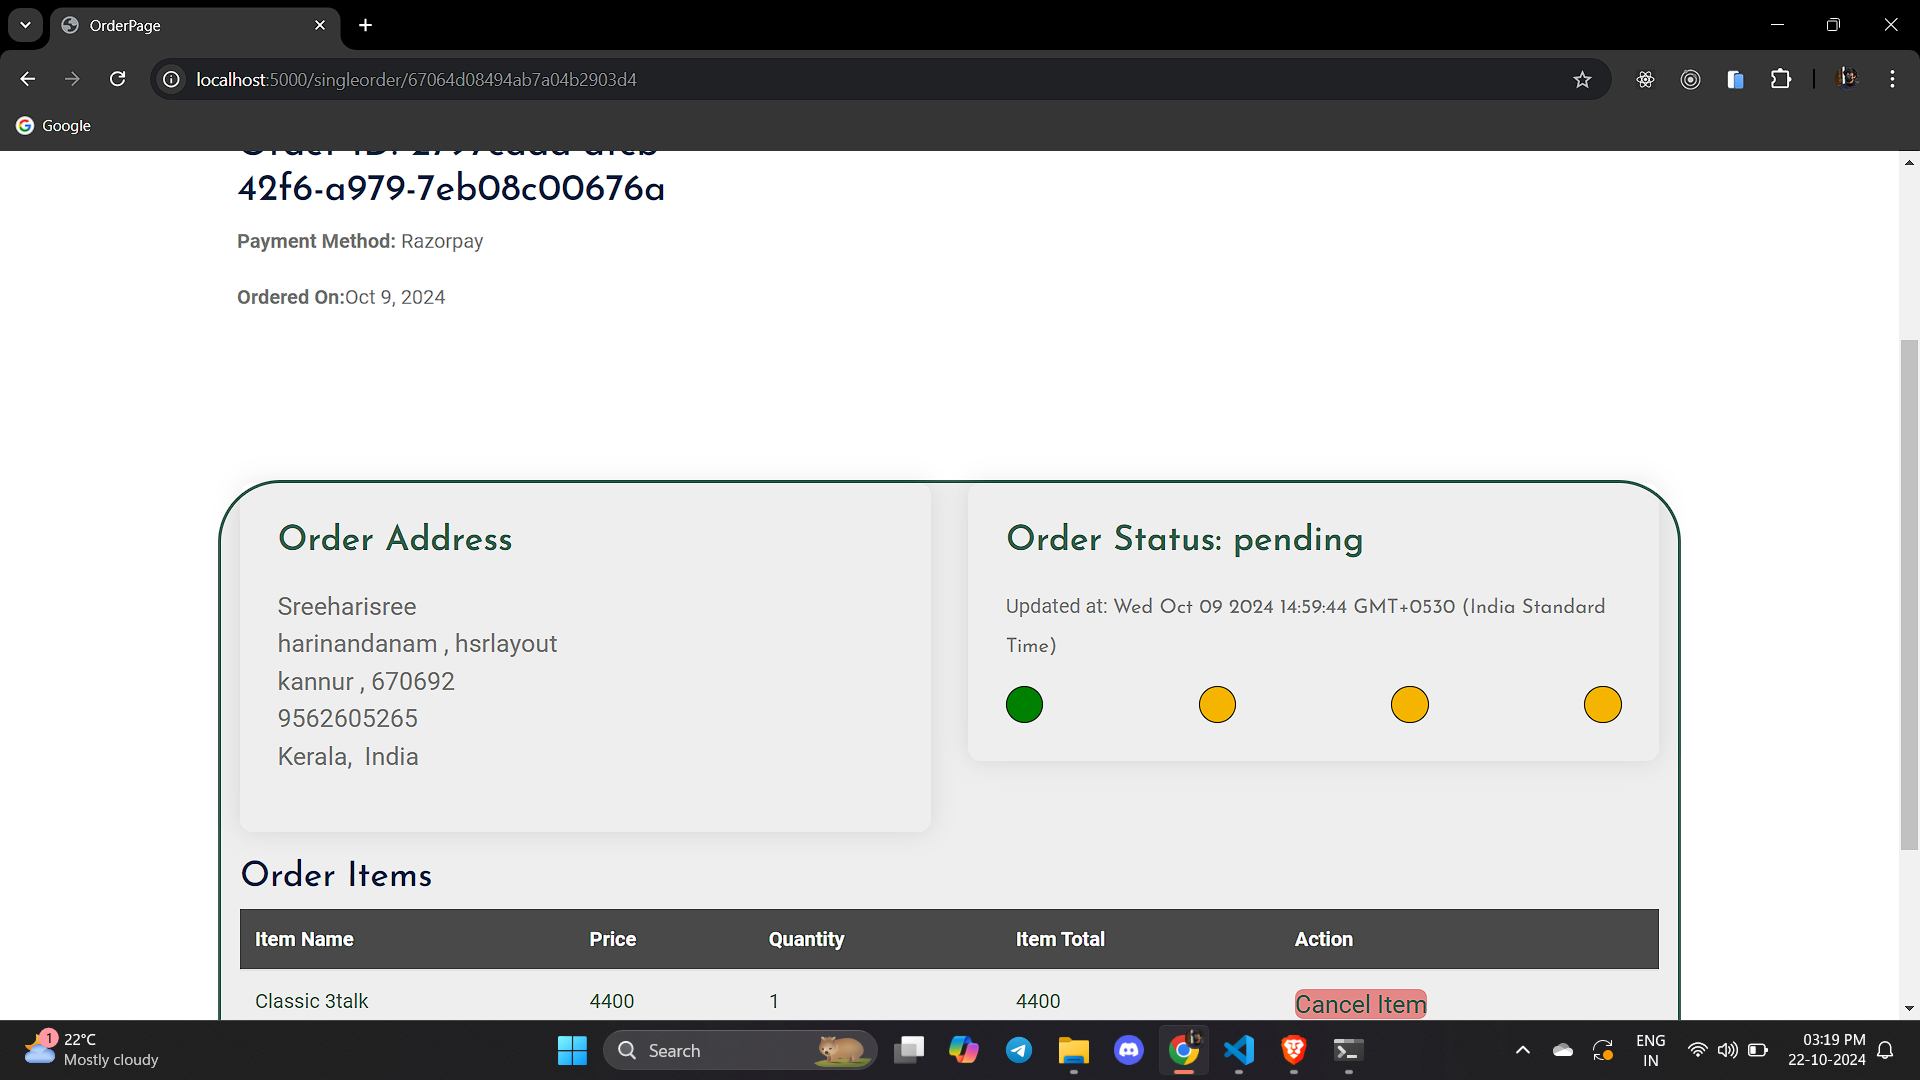 OrderPage
localhost:5000/singleorder/67064d08494ab7a04b2903d4
Google
42f6-a979-7eb08c00676a
Payment Method: Razorpay
Ordered On:Oct 9, 2024
Order Address
Sreeharisree
harinandanam , hsrlayout
kannur , 670692
9562605265
Kerala, India
Order Status: pending
Updated at: Wed Oct 09 2024 14:59:44 GMT+0530 (India Standard
Time)
Order Items
Item Name Price Quantity Item Total Action
Classic 3talk 4400 1 4400 Cancel Item
1
22°C
Mostly cloudy
Search
ENG
IN
03:19 PM
22-10-2024